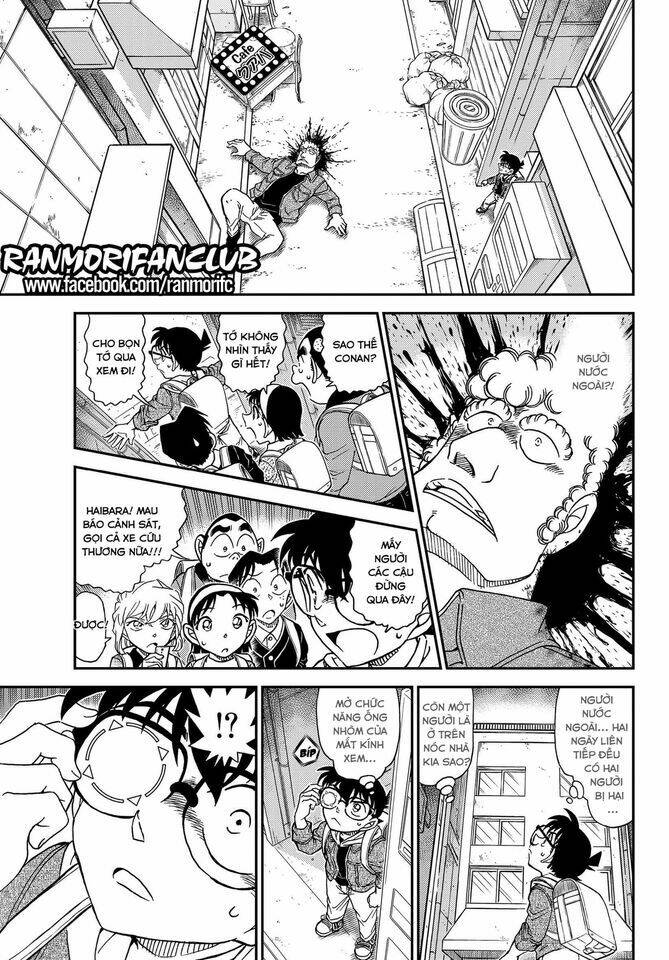 Cafe
RANMORIFANCLUB
www.facebook.com/ranmorifc
NGƯỜI
NƯỚC
NGOÀI?!
SAO THẾ
CONAN?
TỚ KHÔNG
NHÌN THẤY
GÌ HẾT!
CHO BỌN
TỚ QUA
XEM ĐI!
MẤY
NGƯỜI
CÁC CẬU
ĐỪNG
QUA ĐÂY!
HAIBARA! MAU
BÁO CẢNH SÁT,
GỌI CẢ XE CỨU
THƯƠNG NỮA!!!
ĐƯỢC!
NGƯỜI
NƯỚC
NGOÀI... HAI
NGÀY LIÊN
TIẾP ĐỀU
CÓ HAI
NGƯỜI
BỊ HẠI
...
CÒN MỘT
NGƯỜI LÀ
Ở TRÊN
NÓC NHÀ
KIA SAO?
MỞ CHỨC
NĂNG ỐNG
NHÒM CỦA
MẮT KÍNH
XEM...
BÍP
!?